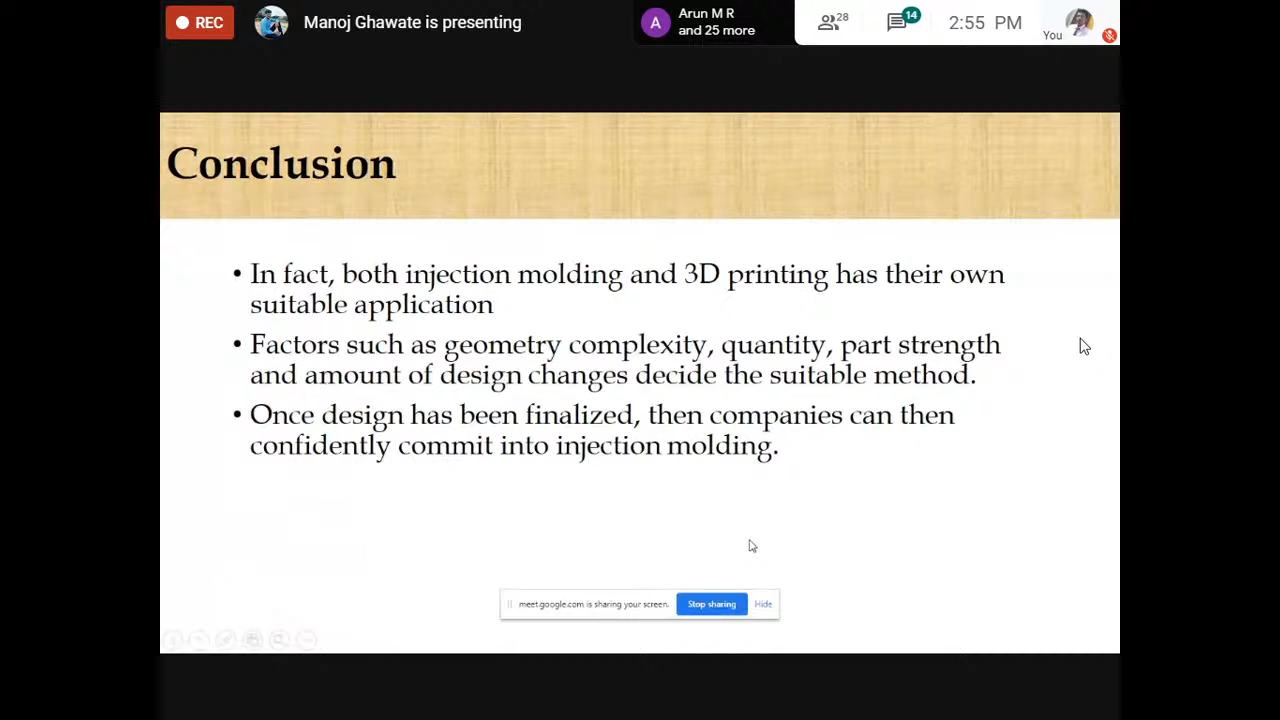 REC
Manoj Ghawate is presenting
A
Arun M R
and 25 more
28
14
2:55 PM
You
Conclusion
• In fact, both injection molding and 3D printing has their own
suitable application
• Factors such as geometry complexity, quantity, part strength
and amount of design changes decide the suitable method.
• Once design has been finalized, then companies can then
confidently commit into injection molding.
meet.google.com is sharing your screen.
Stop sharing
Hide